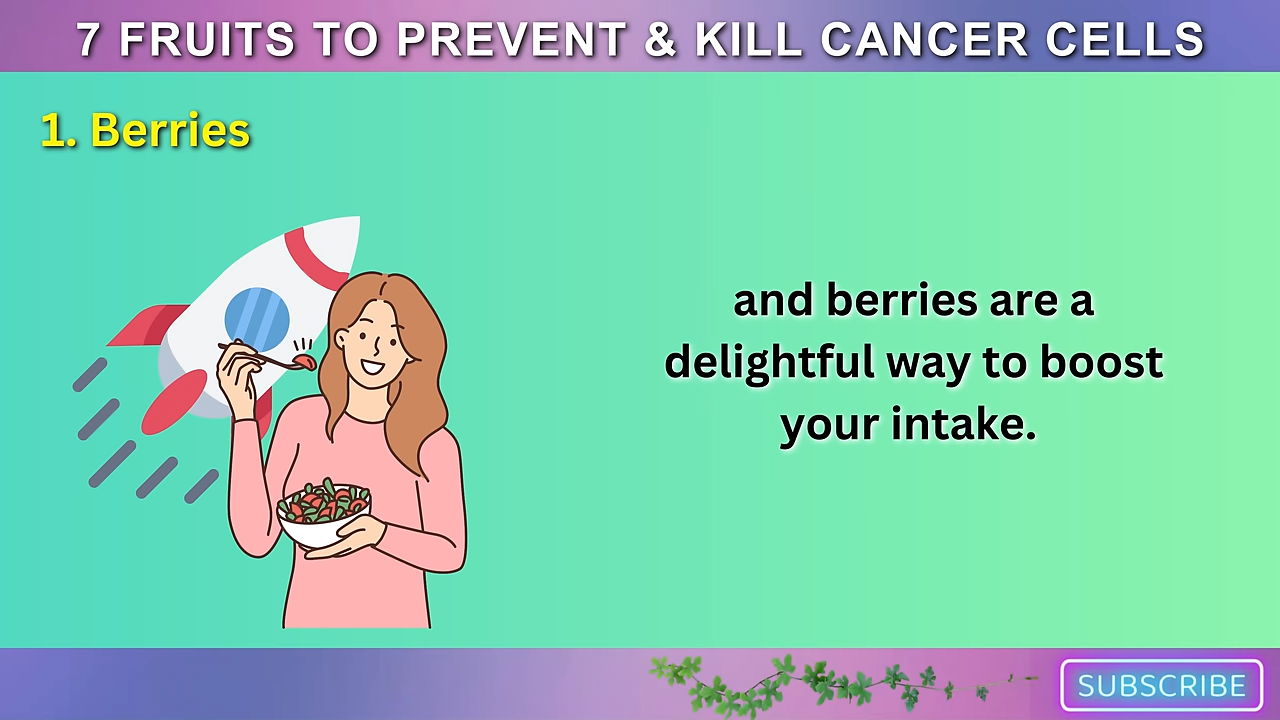 7 FRUITS TO PREVENT & KILL CANCER CELLS
1. Berries
and berries are a
delightful way to boost
your intake.
SUBSCRIBE